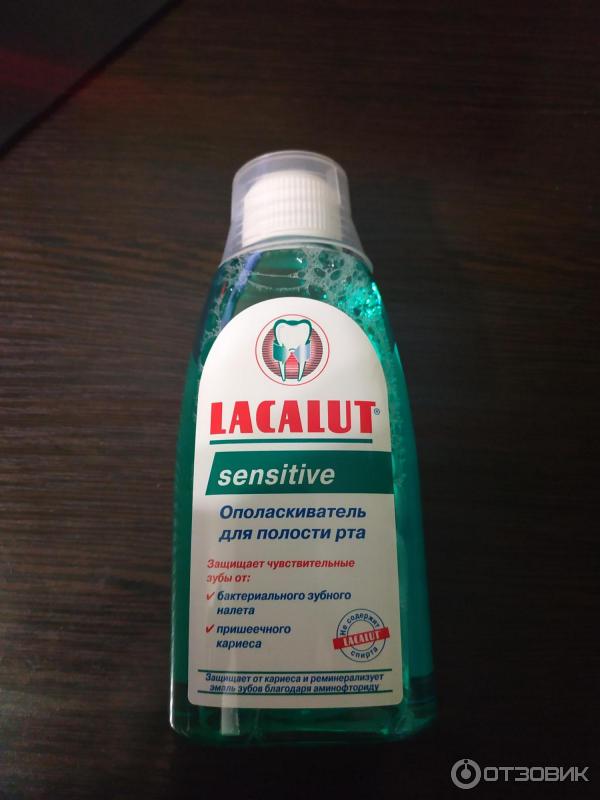 LACALUT®
sensitive
Ополаскиватель
для полости рта
Защищает чувствительные
зубы от:
✓ бактериального зубного
налета
✓ пришеечного
кариеса
Не содержит
LACALUT
спирта
Защищает от кариеса и реминерализует
эмаль зубов благодаря аминофториду
ОТЗОВИК